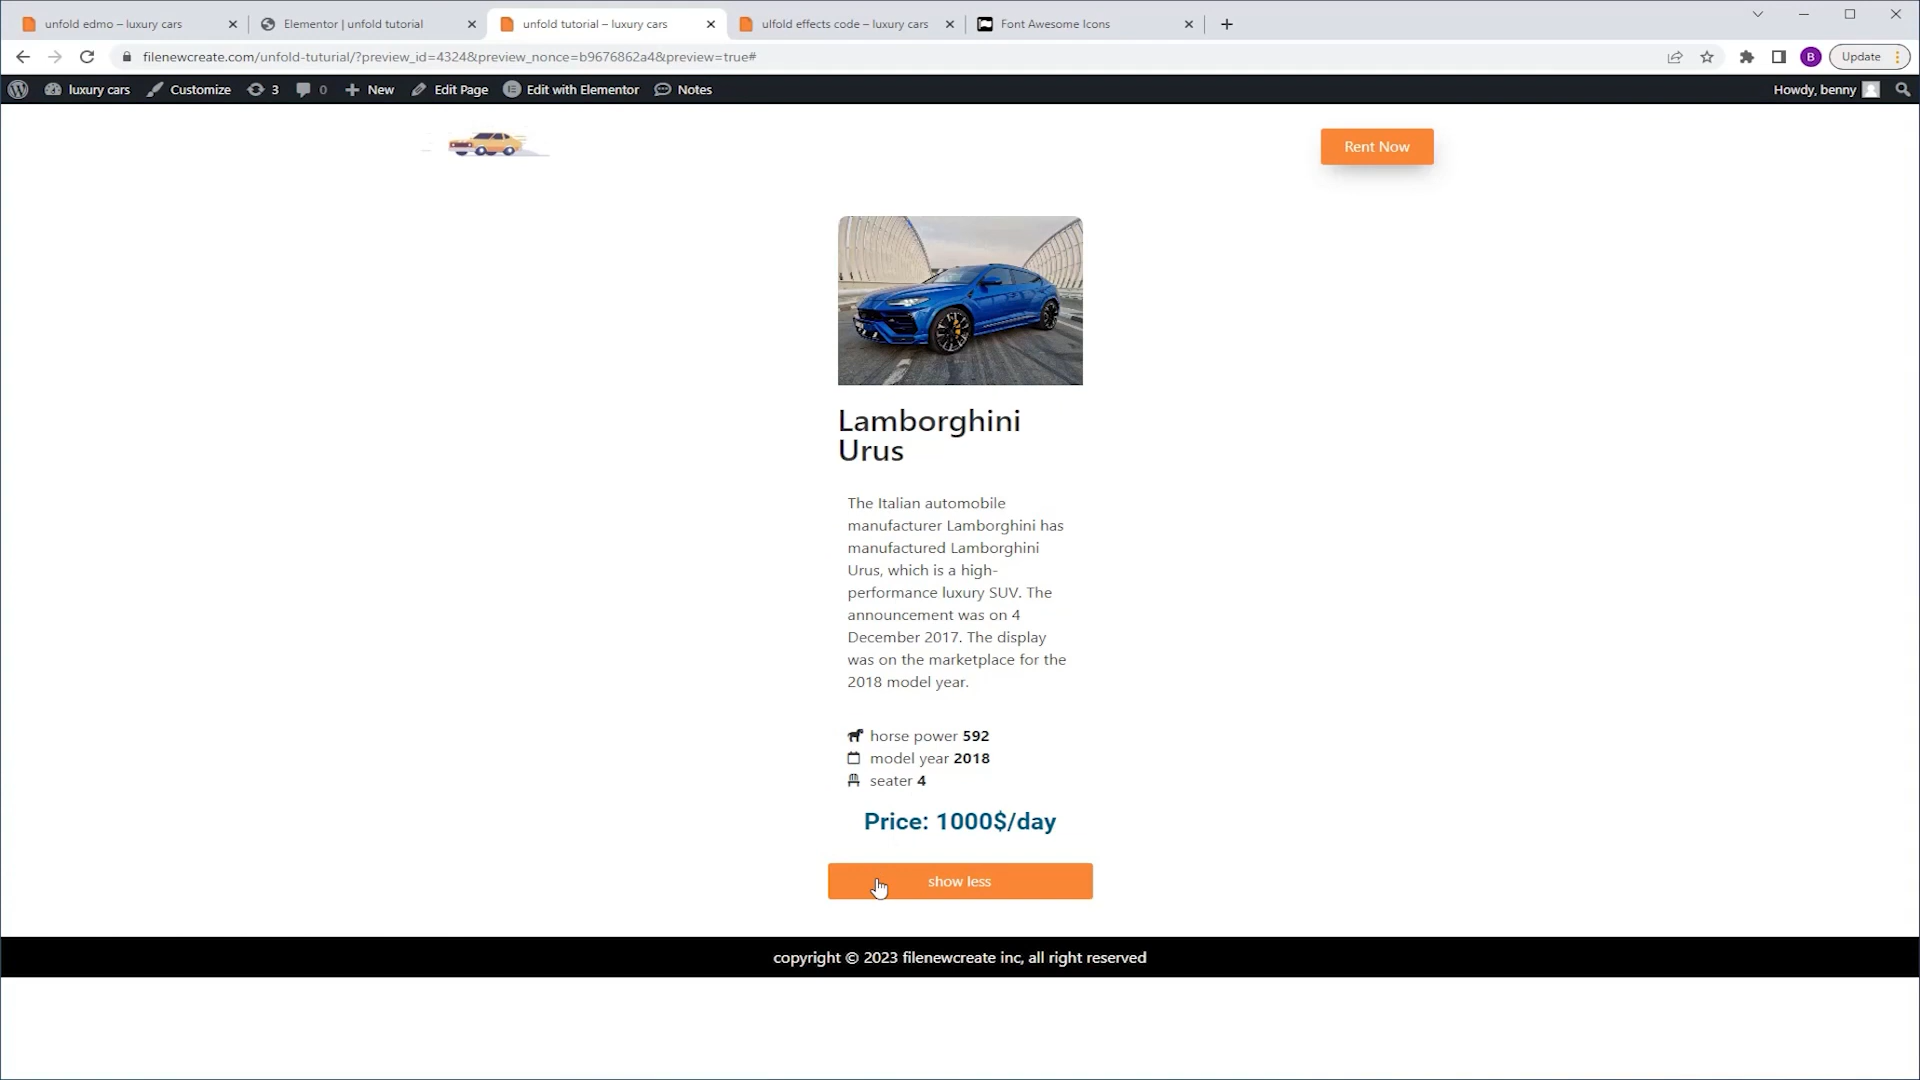 unfold edmo – luxury cars
Elementor | unfold tutorial
unfold tutorial – luxury cars
ulfold effects code – luxury cars
Font Awesome Icons
filenewcreate.com/unfold-tuturial/?preview_id=4324&preview_nonce=b9676862a4&preview=true#
B
Update
luxury cars
Customize
3
0
New
Edit Page
Edit with Elementor
Notes
Howdy, benny
Rent Now
Lamborghini
Urus
The Italian automobile
manufacturer Lamborghini has
manufactured Lamborghini
Urus, which is a high-
performance luxury SUV. The
announcement was on 4
December 2017. The display
was on the marketplace for the
2018 model year.
horse power 592
model year 2018
seater 4
Price: 1000$/day
show less
copyright © 2023 filenewcreate inc, all right reserved